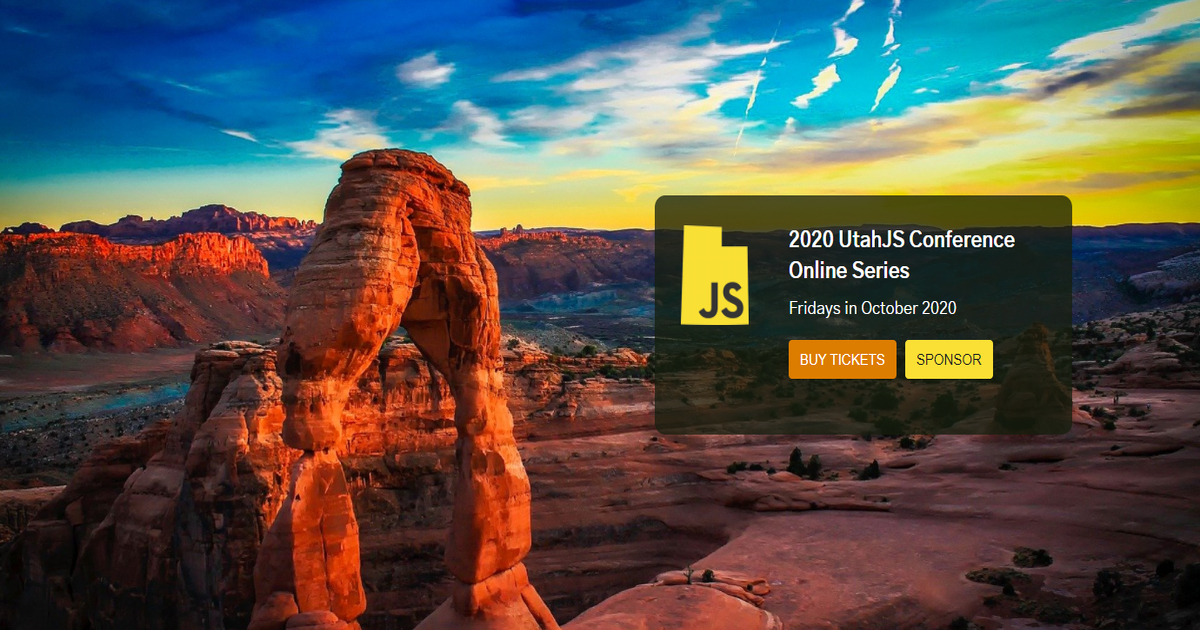 JS
2020 UtahJS Conference
Online Series
Fridays in October 2020
BUY TICKETS
SPONSOR